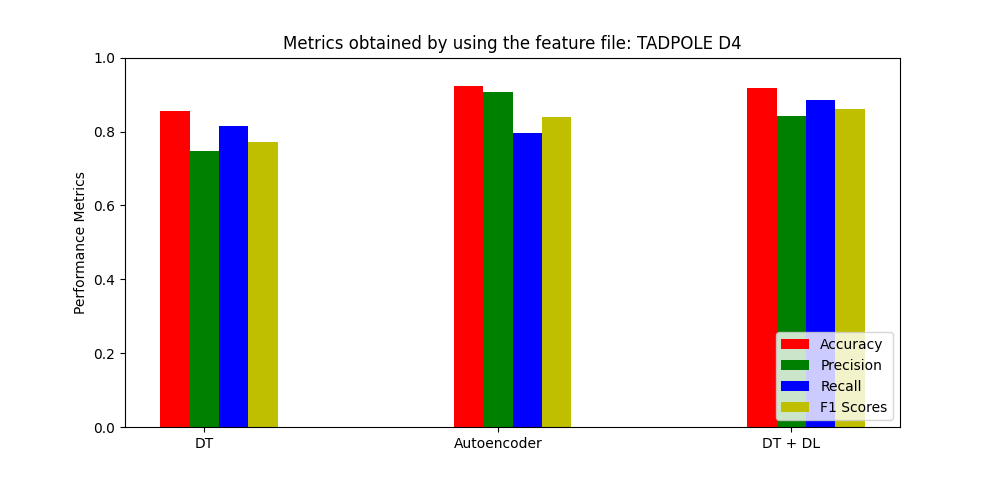 Metrics obtained by using the feature file: TADPOLE D4
Performance Metrics
1.0
0.8
0.6
0.4
0.2
0.0
DT
Autoencoder
DT + DL
Accuracy
Precision
Recall
F1 Scores